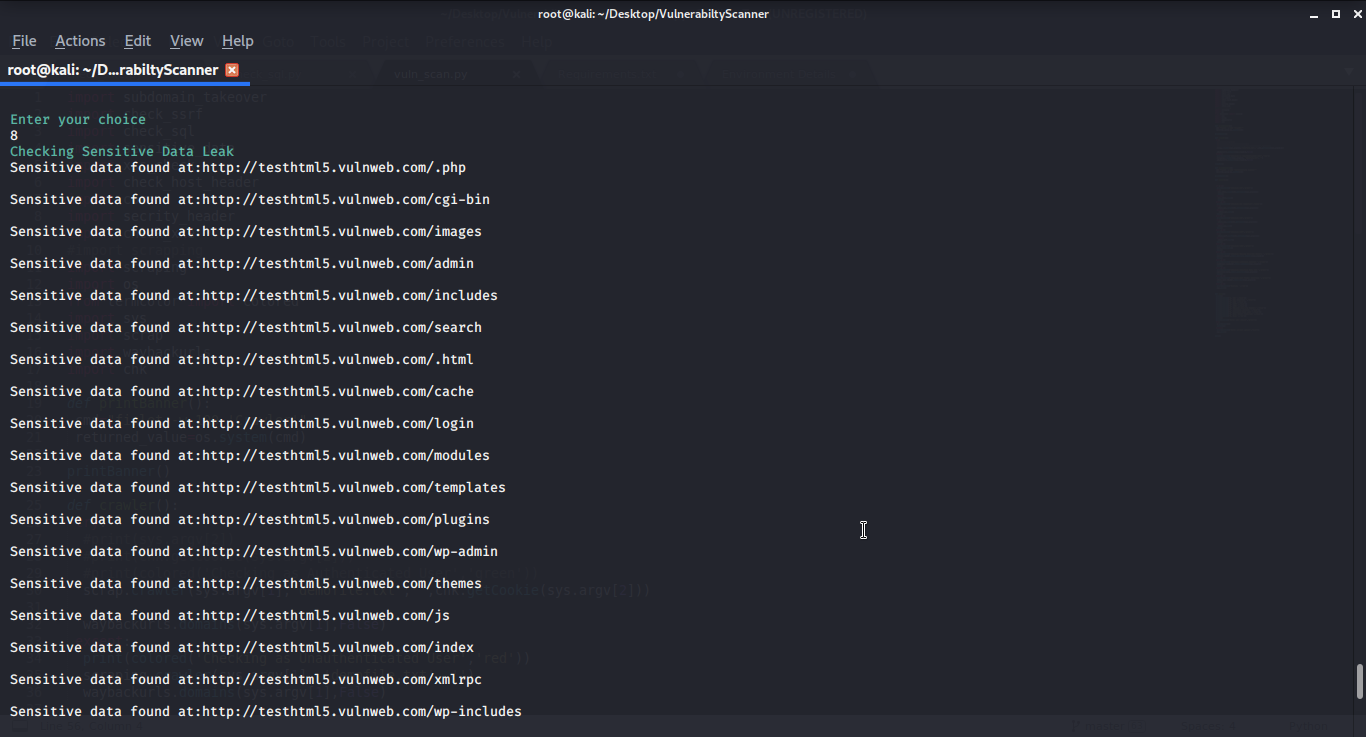 root@kali: ~/Desktop/VulnerabiltyScanner
File Actions Edit View Help
root@kali: ~/D...rabiltyScanner
vuln_scan.py
Enter your choice
8
Checking Sensitive Data Leak
Sensitive data found at:http://testhtml5.vulnweb.com/.php
Sensitive data found at:http://testhtml5.vulnweb.com/cgi-bin
Sensitive data found at:http://testhtml5.vulnweb.com/images
Sensitive data found at:http://testhtml5.vulnweb.com/admin
Sensitive data found at:http://testhtml5.vulnweb.com/includes
Sensitive data found at:http://testhtml5.vulnweb.com/search
Sensitive data found at:http://testhtml5.vulnweb.com/.html
Sensitive data found at:http://testhtml5.vulnweb.com/cache
Sensitive data found at:http://testhtml5.vulnweb.com/login
Sensitive data found at:http://testhtml5.vulnweb.com/modules
Sensitive data found at:http://testhtml5.vulnweb.com/templates
Sensitive data found at:http://testhtml5.vulnweb.com/plugins
Sensitive data found at:http://testhtml5.vulnweb.com/wp-admin
Sensitive data found at:http://testhtml5.vulnweb.com/themes
Sensitive data found at:http://testhtml5.vulnweb.com/js
Sensitive data found at:http://testhtml5.vulnweb.com/index
Sensitive data found at:http://testhtml5.vulnweb.com/xmlrpc
Sensitive data found at:http://testhtml5.vulnweb.com/wp-includes